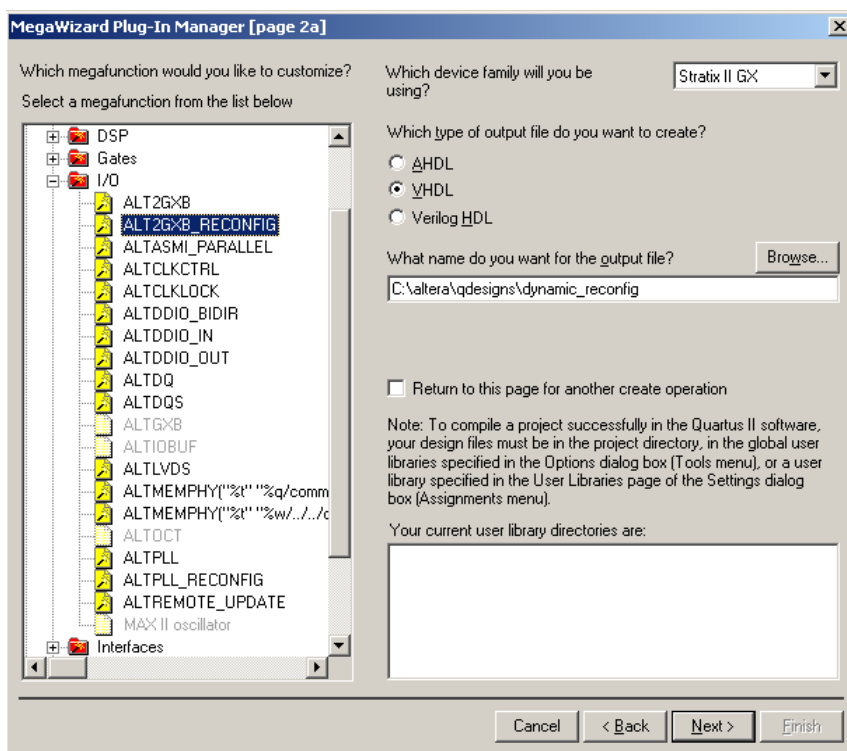 MegaWizard Plug-In Manager [page 2a]
Which megafunction would you like to customize?
Select a megafunction from the list below
DSP
Gates
I/O
ALT2GXB
ALT2GXB_RECONFIG
ALTASMI_PARALLEL
ALTCLKCTRL
ALTCLKLOCK
ALTDDIO_BIDIR
ALTDDIO_IN
ALTDDIO_OUT
ALTDQ
ALTDQS
ALTGXB
ALTIOBUF
ALTLVDS
ALTMEMPHY("%t" "%q/comm
ALTMEMPHY("%t" "%w/../../c
ALTOCT
ALTPLL
ALTPLL_RECONFIG
ALTREMOTE_UPDATE
MAX II oscillator
Interfaces
Which device family will you be
using?
Stratix II GX
Which type of output file do you want to create?
AHDL
VHDL
Verilog HDL
What name do you want for the output file?
Browse...
C:\altera\qdesigns\dynamic_reconfig
Return to this page for another create operation
Note: To compile a project successfully in the Quartus II software,
your design files must be in the project directory, in the global user
libraries specified in the Options dialog box (Tools menu), or a user
library specified in the User Libraries page of the Settings dialog
box (Assignments menu).
Your current user library directories are:
Cancel
< Back
Next >
Finish